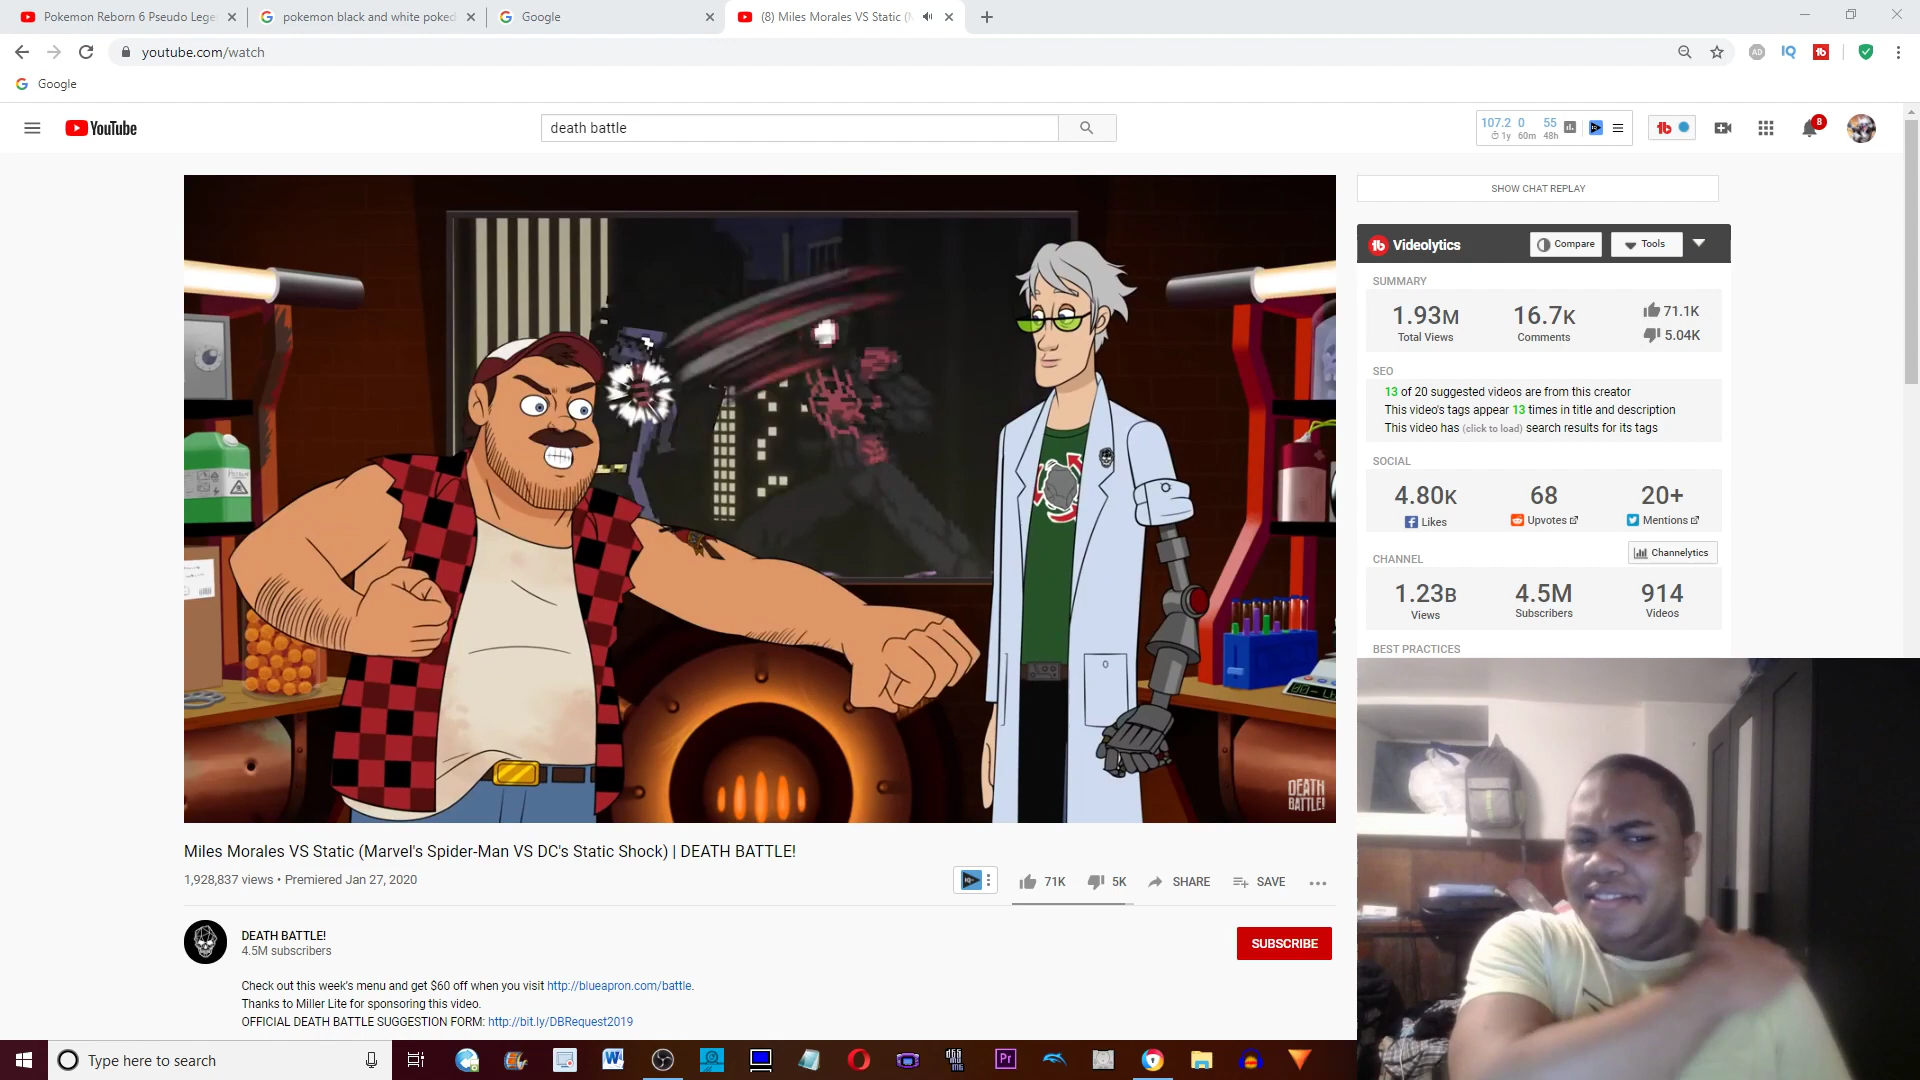 Pokemon Reborn 6 Pseudo Lege
pokemon black and white poked
Google
(8) Miles Morales VS Static (
youtube.com/watch
Google
YouTube
death battle
107.2 0 55
1y 60m 48h
8
SHOW CHAT REPLAY
Videolytics
Compare
Tools
SUMMARY
1.93M 16.7K 71.1K
Total Views Comments 5.04K
SEO
13 of 20 suggested videos are from this creator
This video's tags appear 13 times in title and description
This video has (click to load) search results for its tags
SOCIAL
4.80K 68 20+
Likes Upvotes Mentions
CHANNEL
Channelytics
1.23B 4.5M 914
Views Subscribers Videos
BEST PRACTICES
DEATH
BATTLE!
Miles Morales VS Static (Marvel's Spider-Man VS DC's Static Shock) | DEATH BATTLE!
1,928,837 views • Premiered Jan 27, 2020
71K 5K SHARE SAVE
DEATH BATTLE!
4.5M subscribers
SUBSCRIBE
Check out this week's menu and get $60 off when you visit http://blueapron.com/battle.
Thanks to Miller Lite for sponsoring this video.
OFFICIAL DEATH BATTLE SUGGESTION FORM: http://bit.ly/DBRequest2019
Type here to search